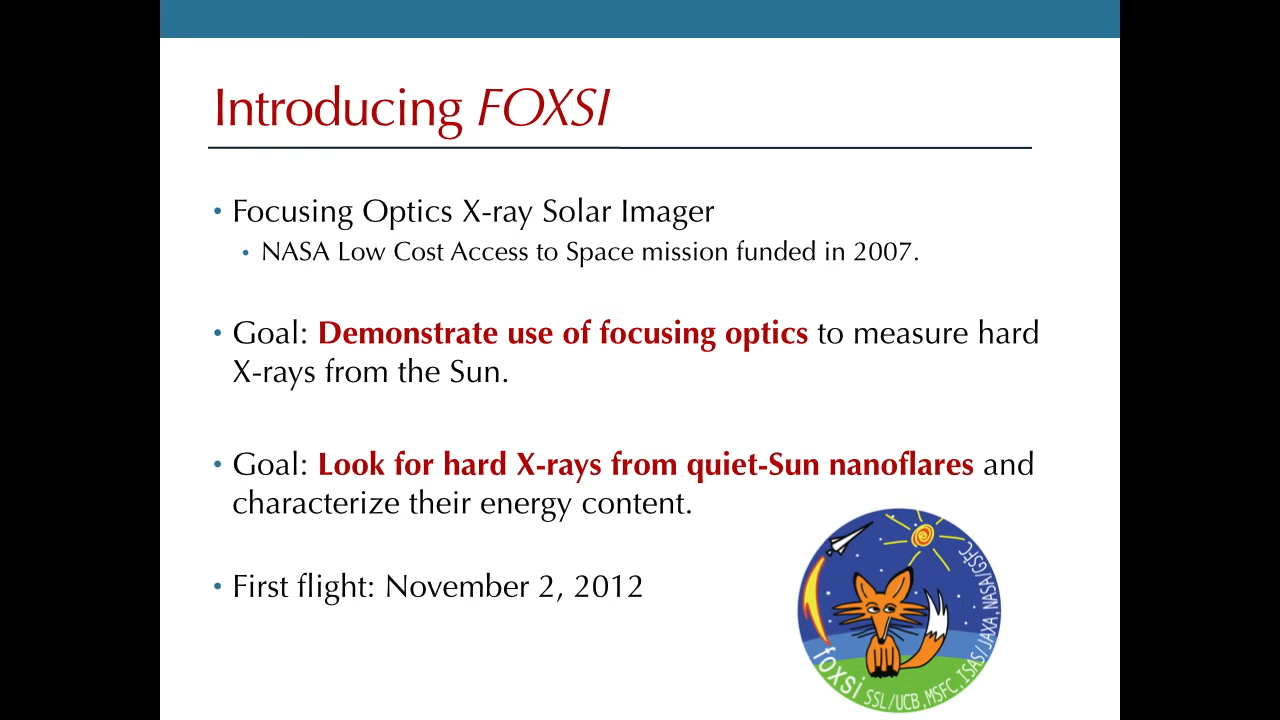 Introducing FOXSI
• Focusing Optics X-ray Solar Imager
• NASA Low Cost Access to Space mission funded in 2007.
• Goal: Demonstrate use of focusing optics to measure hard
X-rays from the Sun.
• Goal: Look for hard X-rays from quiet-Sun nanoflares and
characterize their energy content.
• First flight: November 2, 2012
foxsi SSL/UCB, MSFC, ISAS/JAXA, NASA/GSFC